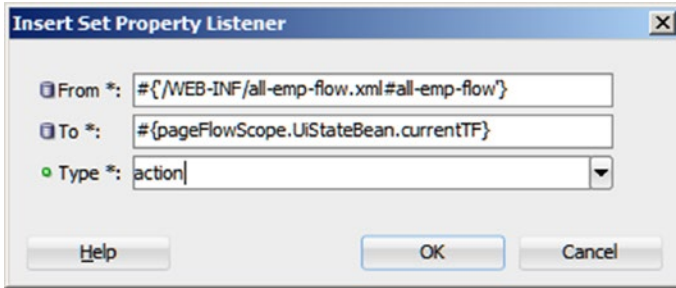 Insert Set Property Listener
From *: #{'/WEB-INF/all-emp-flow.xml#all-emp-flow'}
To *: #{pageFlowScope.UiStateBean.currentTF}
Type *: action
Help OK Cancel